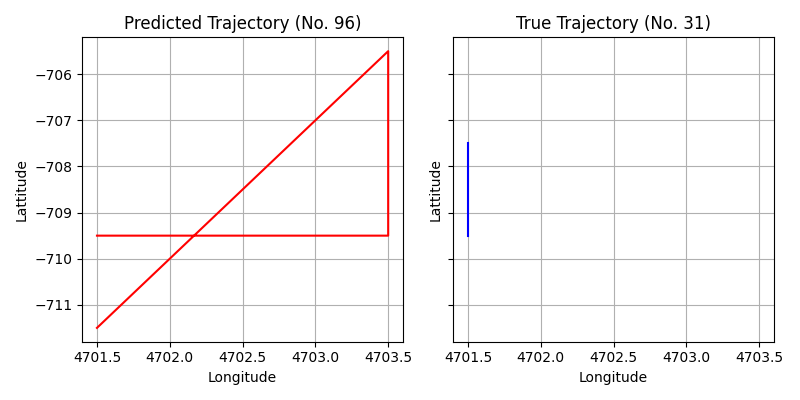 Predicted Trajectory (No. 96)
Lattitude
−706
−707
−708
−709
−710
−711
4701.5 4702.0 4702.5 4703.0 4703.5
Longitude
True Trajectory (No. 31)
Lattitude
4701.5 4702.0 4702.5 4703.0 4703.5
Longitude